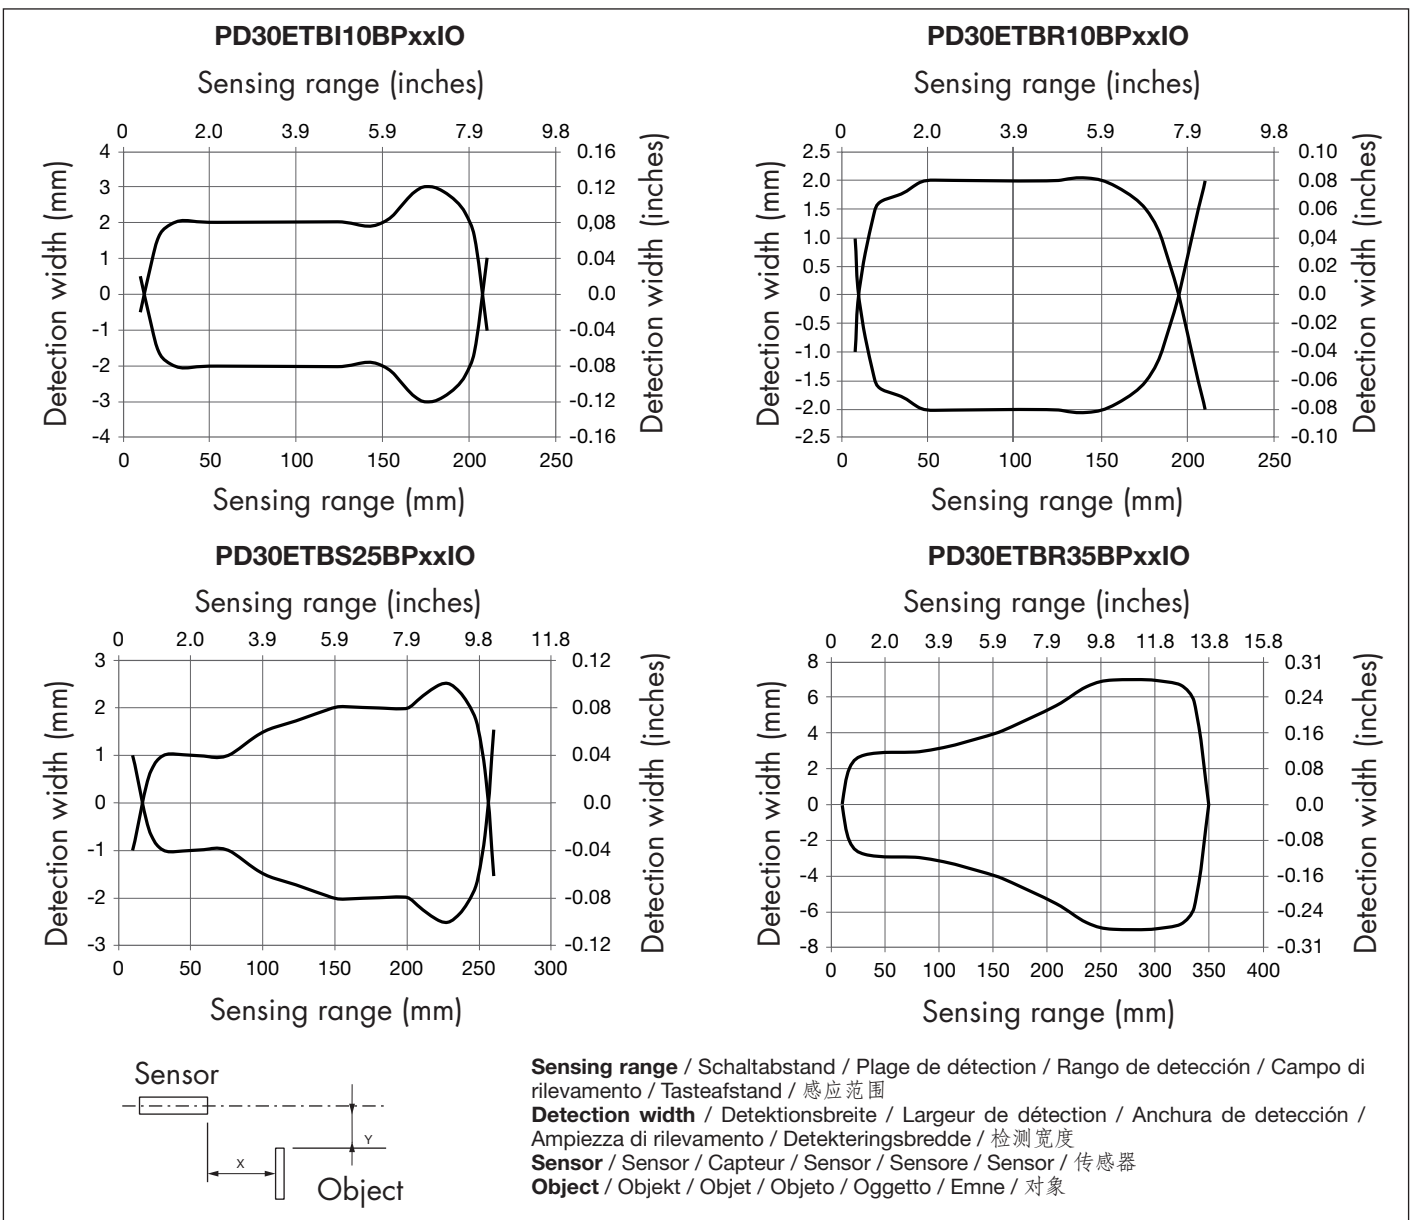 PD30ETBI10BPxxIO
Sensing range (inches)
0 2.0 3.9 5.9 7.9 9.8
4 0.16
3 0.12
2 0,08
1 0.04
0 0.0
-1 -0.04
-2 -0.08
-3 -0.12
-4 -0.16
Detection width (mm)
Detection width (inches)
0 50 100 150 200 250
Sensing range (mm)
PD30ETBR10BPxxIO
Sensing range (inches)
0 2.0 3.9 5.9 7.9 9.8
2.5 0.10
2.0 0.08
1.5 0.06
1.0 0,04
0.5 0.02
0 0.0
-0.5 -0.02
-1.0 -0.04
-1.5 -0.06
-2.0 -0.08
-2.5 -0.10
Detection width (mm)
Detection width (inches)
0 50 100 150 200 250
Sensing range (mm)
PD30ETBS25BPxxIO
Sensing range (inches)
0 2.0 3.9 5.9 7.9 9.8 11.8
3 0.12
2 0.08
1 0.04
0 0.0
-1 -0.04
-2 -0.08
-3 -0.12
Detection width (mm)
Detection width (inches)
0 50 100 150 200 250 300
Sensing range (mm)
PD30ETBR35BPxxIO
Sensing range (inches)
0 2.0 3.9 5.9 7.9 9.8 11.8 13.8 15.8
8 0.31
6 0.24
4 0.16
2 0.08
0 0.0
-2 -0.08
-4 -0.16
-6 -0.24
-8 -0.31
Detection width (mm)
Detection width (inches)
0 50 100 150 200 250 300 350 400
Sensing range (mm)
Sensor
Y
X
Object
Sensing range / Schaltabstand / Plage de détection / Rango de detección / Campo di
rilevamento / Tasteafstand / 感应范围
Detection width / Detektionsbreite / Largeur de détection / Anchura de detección /
Ampiezza di rilevamento / Detekteringsbredde / 检测宽度
Sensor / Sensor / Capteur / Sensor / Sensore / Sensor / 传感器
Object / Objekt / Objet / Objeto / Oggetto / Emne / 对象